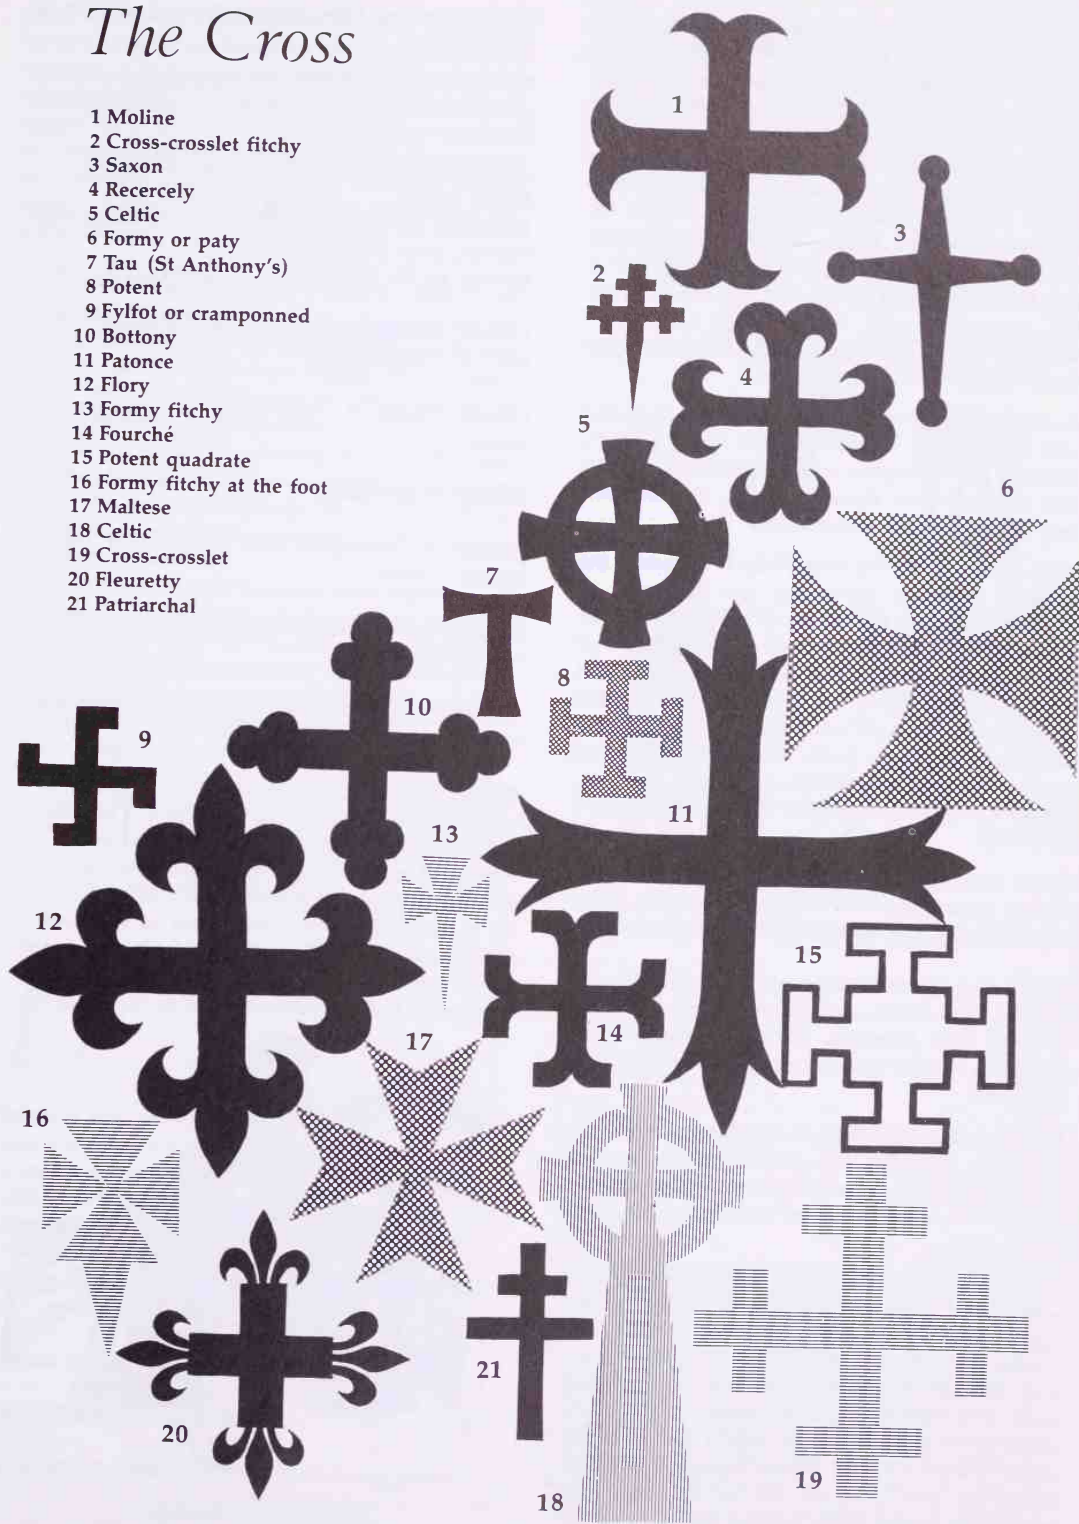 The Cross
1 Moline
2 Cross-crosslet fitchy
3 Saxon
4 Recercely
5 Celtic
6 Formy or paty
7 Tau (St Anthony's)
8 Potent
9 Fylfot or cramponned
10 Bottony
11 Patonce
12 Flory
13 Formy fitchy
14 Fourché
15 Potent quadrate
16 Formy fitchy at the foot
17 Maltese
18 Celtic
19 Cross-crosslet
20 Fleuretty
21 Patriarchal
1
2
3
4
5
6
7
8
9
10
11
12
13
14
15
16
17
18
19
20
21